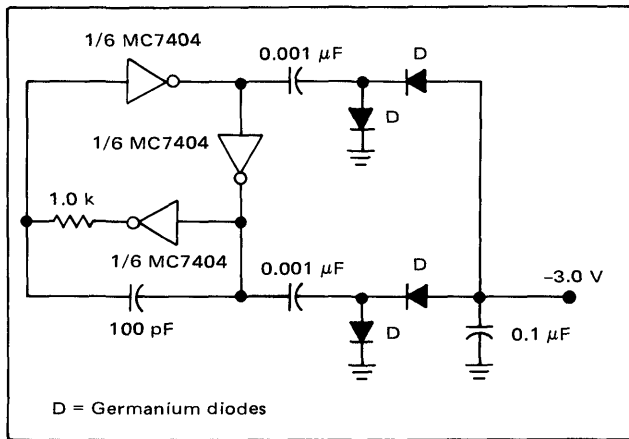 1/6 MC7404
0.001 µF
D
D
1/6 MC7404
1.0 k
1/6 MC7404
0.001 µF
D
−3.0 V
100 pF
D
0.1 µF
D = Germanium diodes